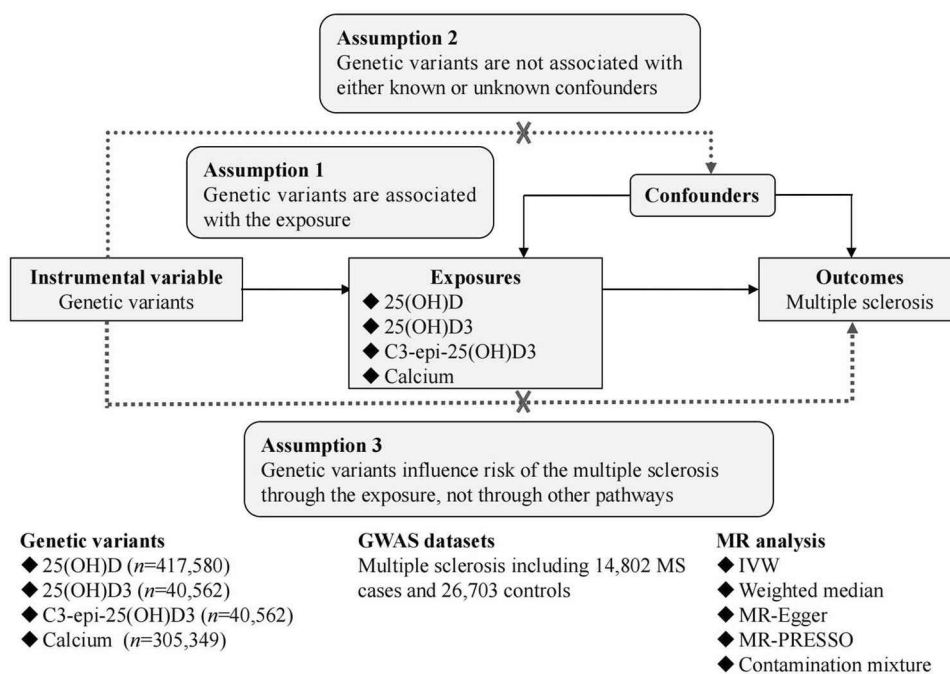 Assumption 2
Genetic variants are not associated with
either known or unknown confounders
Assumption 1
Genetic variants are associated
with the exposure
Confounders
Instrumental variable
Genetic variants
Exposures
◆ 25(OH)D
◆ 25(OH)D3
◆ C3-epi-25(OH)D3
◆ Calcium
Outcomes
Multiple sclerosis
Assumption 3
Genetic variants influence risk of the multiple sclerosis
through the exposure, not through other pathways
Genetic variants
◆ 25(OH)D (n=417,580)
◆ 25(OH)D3 (n=40,562)
◆ C3-epi-25(OH)D3 (n=40,562)
◆ Calcium (n=305,349)
GWAS datasets
Multiple sclerosis including 14,802 MS
cases and 26,703 controls
MR analysis
◆ IVW
◆ Weighted median
◆ MR-Egger
◆ MR-PRESSO
◆ Contamination mixture